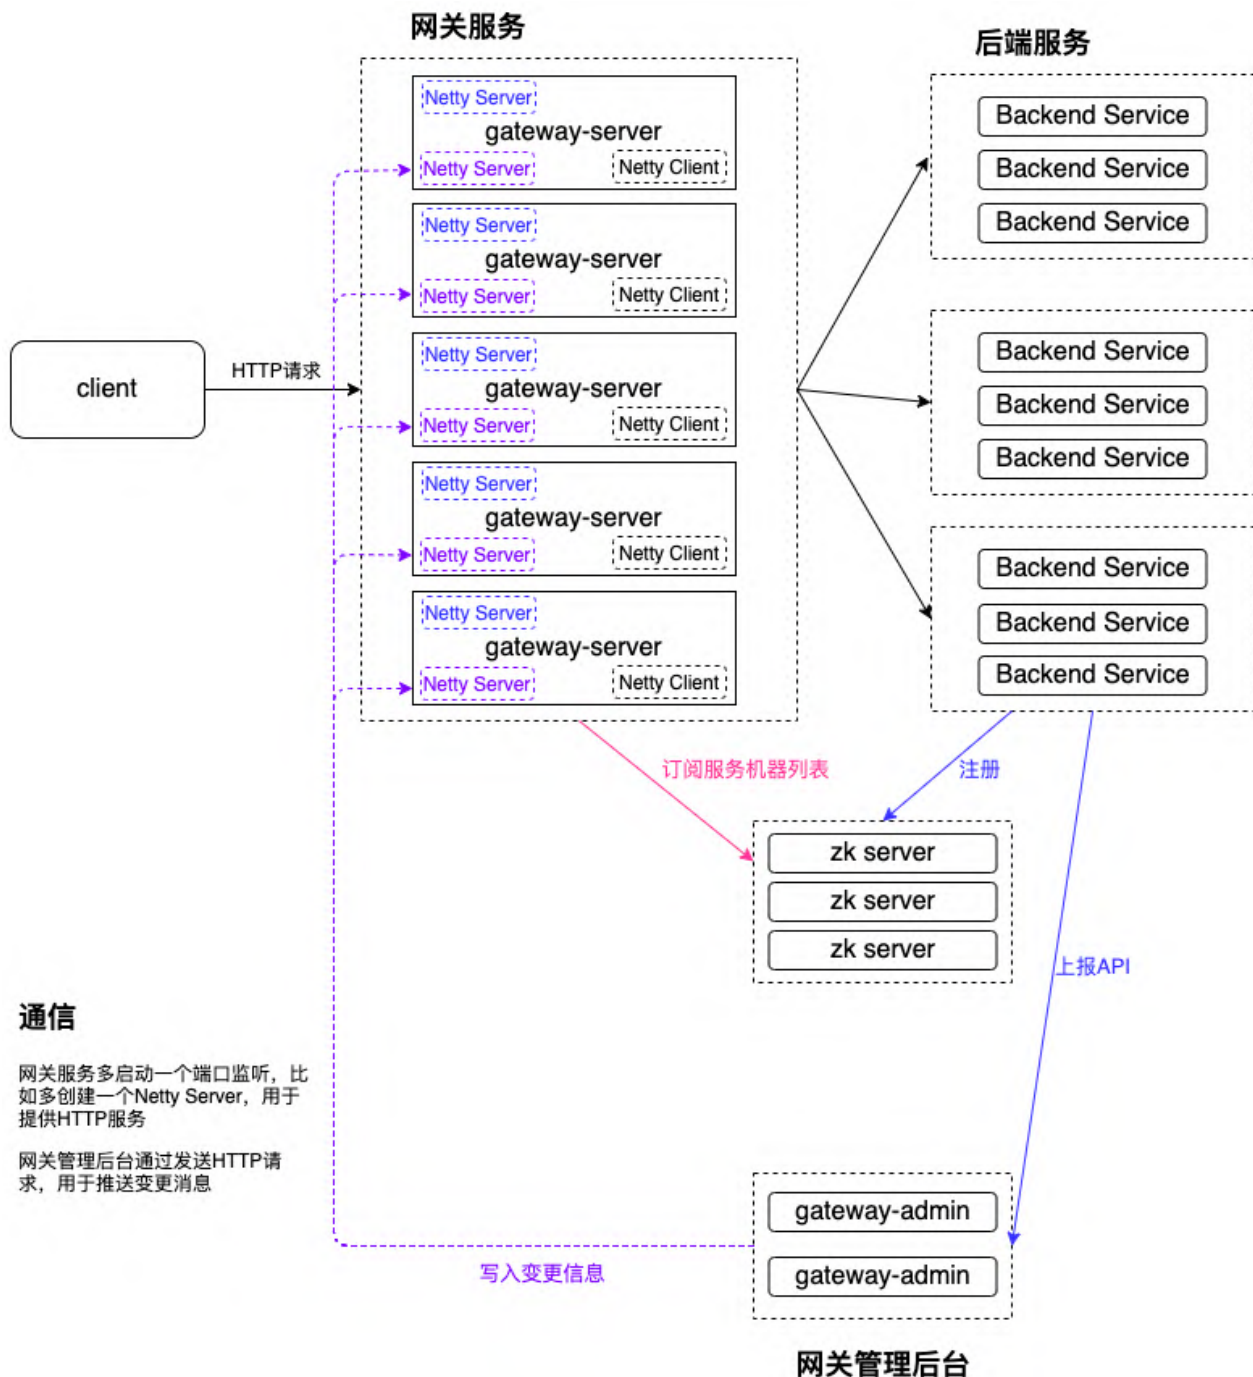 网关服务
后端服务
Netty Server
gateway-server
Netty Server
Netty Client
Netty Server
gateway-server
Netty Server
Netty Client
Netty Server
gateway-server
Netty Server
Netty Client
Netty Server
gateway-server
Netty Server
Netty Client
Netty Server
gateway-server
Netty Server
Netty Client
Backend Service
Backend Service
Backend Service
Backend Service
Backend Service
Backend Service
Backend Service
Backend Service
Backend Service
client
HTTP请求
订阅服务机器列表
注册
zk server
zk server
zk server
上报API
通信
网关服务多启动一个端口监听，比
如多创建一个Netty Server，用于
提供HTTP服务
网关管理后台通过发送HTTP请
求，用于推送变更消息
gateway-admin
gateway-admin
写入变更信息
网关管理后台